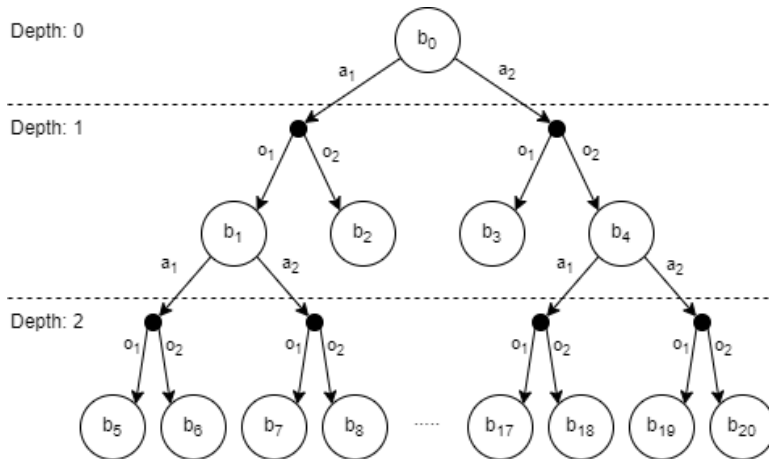 Depth: 0
b0
a1 a2
Depth: 1
o1 o2 o1 o2
b1 b2 b3 b4
a1 a2 a1 a2
Depth: 2
o1 o2 o1 o2 o1 o2 o1 o2
b5 b6 b7 b8 ..... b17 b18 b19 b20